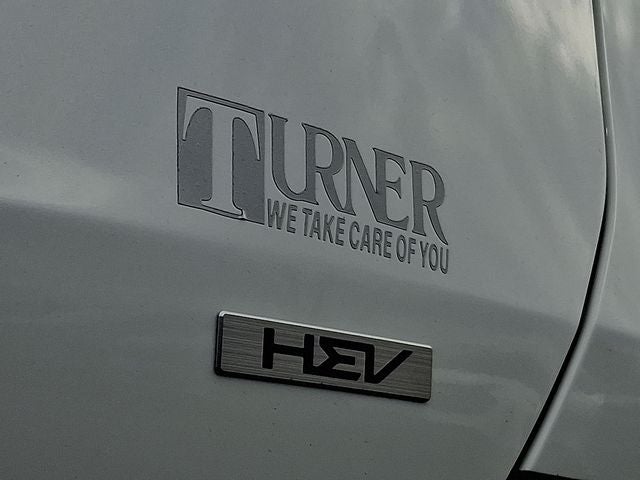 TURNER
WE TAKE CARE OF YOU
HEV